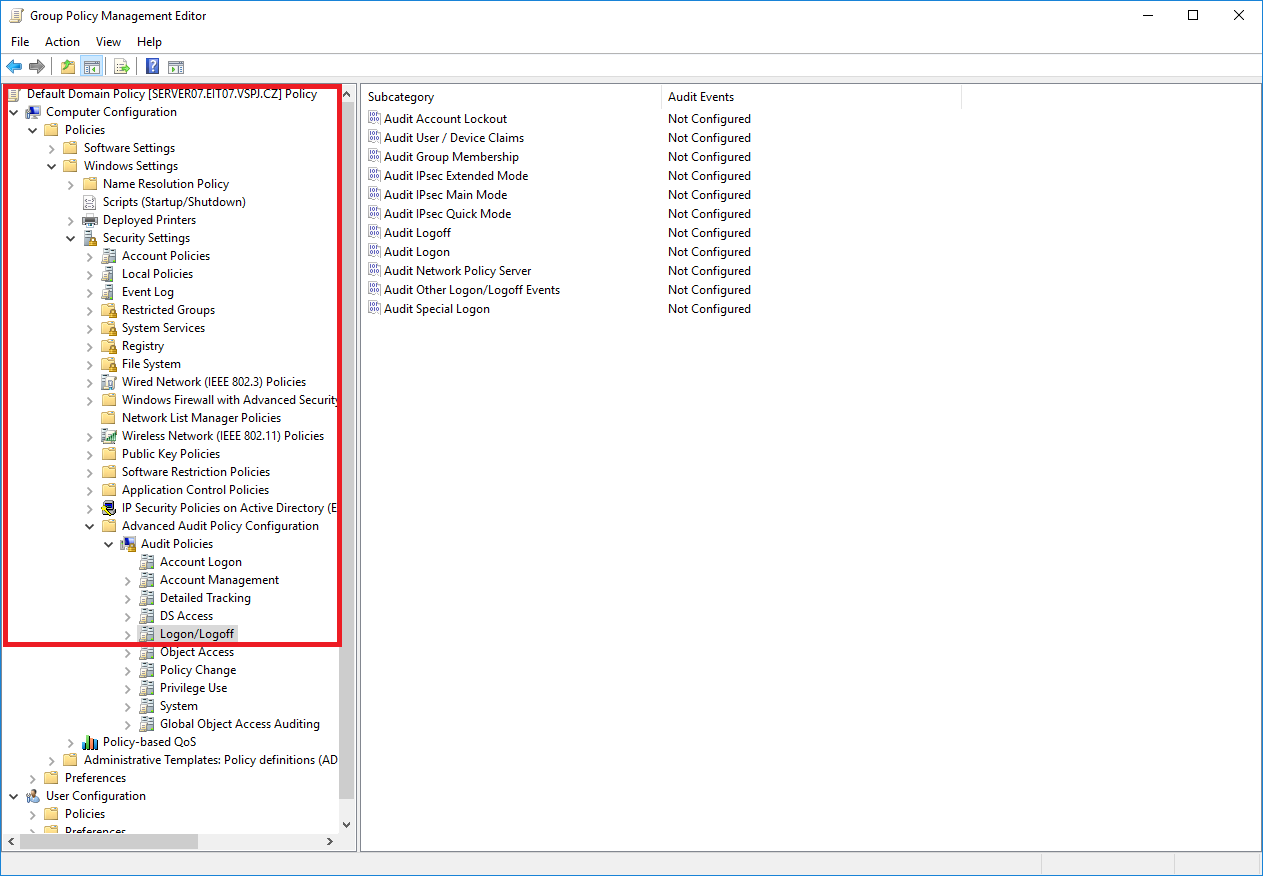 Group Policy Management Editor
File Action View Help
Default Domain Policy [SERVER07.EIT07.VSPJ.CZ] Policy
Computer Configuration
Policies
Software Settings
Windows Settings
Name Resolution Policy
Scripts (Startup/Shutdown)
Deployed Printers
Security Settings
Account Policies
Local Policies
Event Log
Restricted Groups
System Services
Registry
File System
Wired Network (IEEE 802.3) Policies
Windows Firewall with Advanced Security
Network List Manager Policies
Wireless Network (IEEE 802.11) Policies
Public Key Policies
Software Restriction Policies
Application Control Policies
IP Security Policies on Active Directory (E
Advanced Audit Policy Configuration
Audit Policies
Account Logon
Account Management
Detailed Tracking
DS Access
Logon/Logoff
Object Access
Policy Change
Privilege Use
System
Global Object Access Auditing
Policy-based QoS
Administrative Templates: Policy definitions (AD
Preferences
User Configuration
Policies
Preferences
Subcategory Audit Events
Audit Account Lockout Not Configured
Audit User / Device Claims Not Configured
Audit Group Membership Not Configured
Audit IPsec Extended Mode Not Configured
Audit IPsec Main Mode Not Configured
Audit IPsec Quick Mode Not Configured
Audit Logoff Not Configured
Audit Logon Not Configured
Audit Network Policy Server Not Configured
Audit Other Logon/Logoff Events Not Configured
Audit Special Logon Not Configured